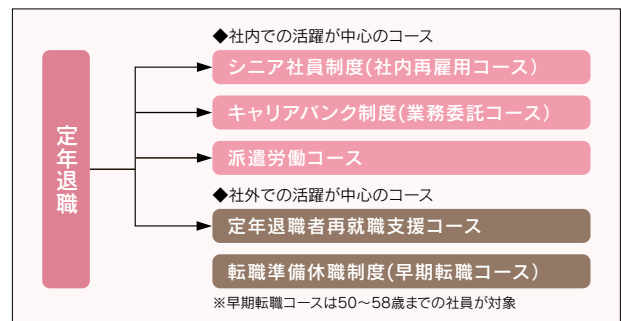 定年退職
◆社内での活躍が中心のコース
シニア社員制度(社内再雇用コース)
キャリアバンク制度(業務委託コース)
派遣労働コース
◆社外での活躍が中心のコース
定年退職者再就職支援コース
転職準備休職制度(早期転職コース)
※早期転職コースは50〜58歳までの社員が対象